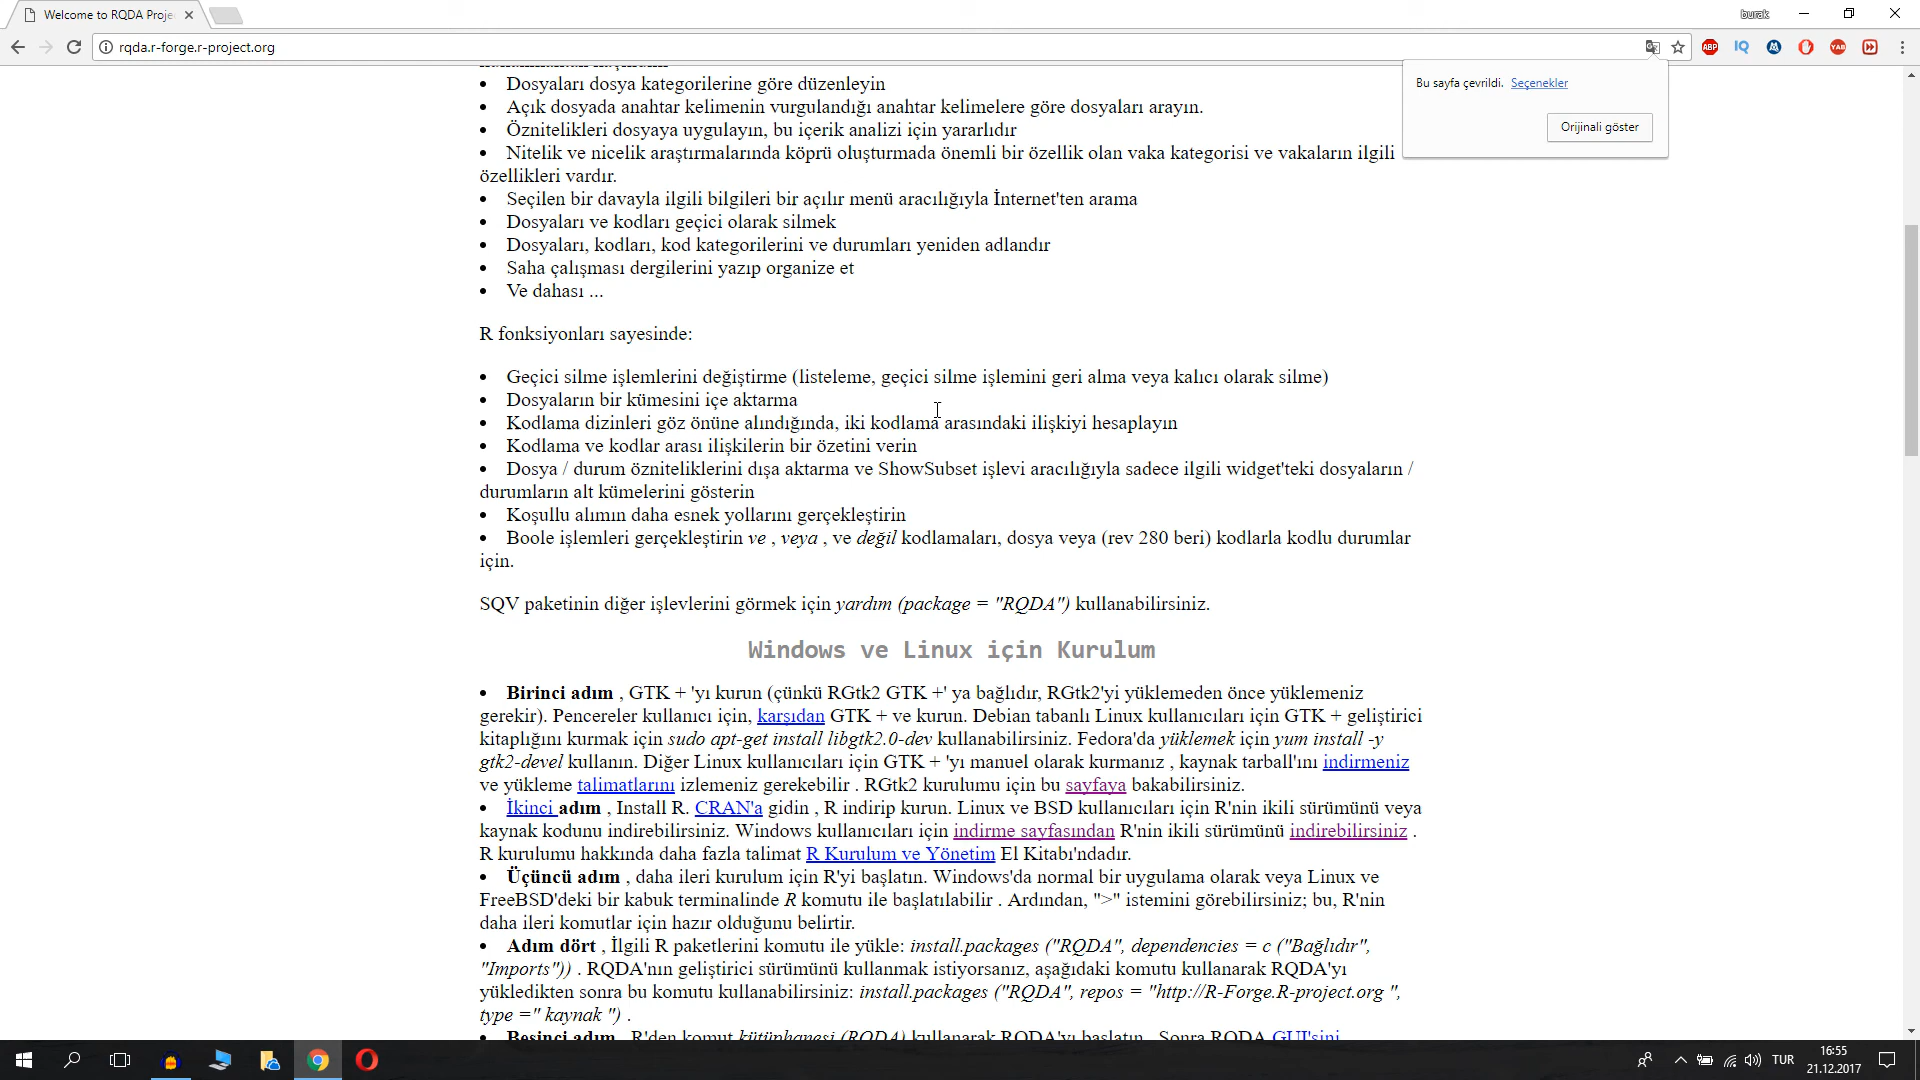 Welcome to RQDA Proje
burak
rqda.r-forge.r-project.org
Bu sayfa çevrildi. Seçenekler
Orijinali göster
• Dosyaları dosya kategorilerine göre düzenleyin
• Açık dosyada anahtar kelimenin vurgulandığı anahtar kelimelere göre dosyaları arayın.
• Öznitelikleri dosyaya uygulayın, bu içerik analizi için yararlıdır
• Nitelik ve nicelik araştırmalarında köprü oluşturmada önemli bir özellik olan vaka kategorisi ve vakaların ilgili
özellikleri vardır.
• Seçilen bir davayla ilgili bilgileri bir açılır menü aracılığıyla İnternet'ten arama
• Dosyaları ve kodları geçici olarak silmek
• Dosyaları, kodları, kod kategorilerini ve durumları yeniden adlandır
• Saha çalışması dergilerini yazıp organize et
• Ve dahası ...
R fonksiyonları sayesinde:
• Geçici silme işlemlerini değiştirme (listeleme, geçici silme işlemini geri alma veya kalıcı olarak silme)
• Dosyaların bir kümesini içe aktarma
• Kodlama dizinleri göz önüne alındığında, iki kodlama arasındaki ilişkiyi hesaplayın
• Kodlama ve kodlar arası ilişkilerin bir özetini verin
• Dosya / durum özniteliklerini dışa aktarma ve ShowSubset işlevi aracılığıyla sadece ilgili widget'teki dosyaların /
durumların alt kümelerini gösterin
• Koşullu alımın daha esnek yollarını gerçekleştirin
• Boole işlemleri gerçekleştirin ve , veya , ve değil kodlamaları, dosya veya (rev 280 beri) kodlarla kodlu durumlar
için.
SQV paketinin diğer işlevlerini görmek için yardım (package = "RQDA") kullanabilirsiniz.
Windows ve Linux için Kurulum
• Birinci adım , GTK + 'yı kurun (çünkü RGtk2 GTK +' ya bağlıdır, RGtk2'yi yüklemeden önce yüklemeniz
gerekir). Pencereler kullanıcı için, karşıdan GTK + ve kurun. Debian tabanlı Linux kullanıcıları için GTK + geliştirici
kitaplığını kurmak için sudo apt-get install libgtk2.0-dev kullanabilirsiniz. Fedora'da yüklemek için yum install -y
gtk2-devel kullanın. Diğer Linux kullanıcıları için GTK + 'yı manuel olarak kurmanız , kaynak tarball'ını indirmeniz
ve yükleme talimatlarını izlemeniz gerekebilir . RGtk2 kurulumu için bu sayfaya bakabilirsiniz.
• İkinci adım , Install R. CRAN'a gidin , R indirip kurun. Linux ve BSD kullanıcıları için R'nin ikili sürümünü veya
kaynak kodunu indirebilirsiniz. Windows kullanıcıları için indirme sayfasından R'nin ikili sürümünü indirebilirsiniz .
R kurulumu hakkında daha fazla talimat R Kurulum ve Yönetim El Kitabı'ndadır.
• Üçüncü adım , daha ileri kurulum için R'yi başlatın. Windows'da normal bir uygulama olarak veya Linux ve
FreeBSD'deki bir kabuk terminalinde R komutu ile başlatılabilir . Ardından, ">" istemini görebilirsiniz; bu, R'nin
daha ileri komutlar için hazır olduğunu belirtir.
• Adım dört , İlgili R paketlerini komutu ile yükle: install.packages ("RQDA", dependencies = c ("Bağlıdır",
"Imports")) . RQDA'nın geliştirici sürümünü kullanmak istiyorsanız, aşağıdaki komutu kullanarak RQDA'yı
yükledikten sonra bu komutu kullanabilirsiniz: install.packages ("RQDA", repos = "http://R-Forge.R-project.org ",
type =" kaynak ") .
• Beşinci adım , R'den komut kütüphanesi (RQDA) kullanarak RQDA'yı başlatın . Sonra RQDA GUI'sini
ABP
IQ
YAB
TUR
16:55
21.12.2017